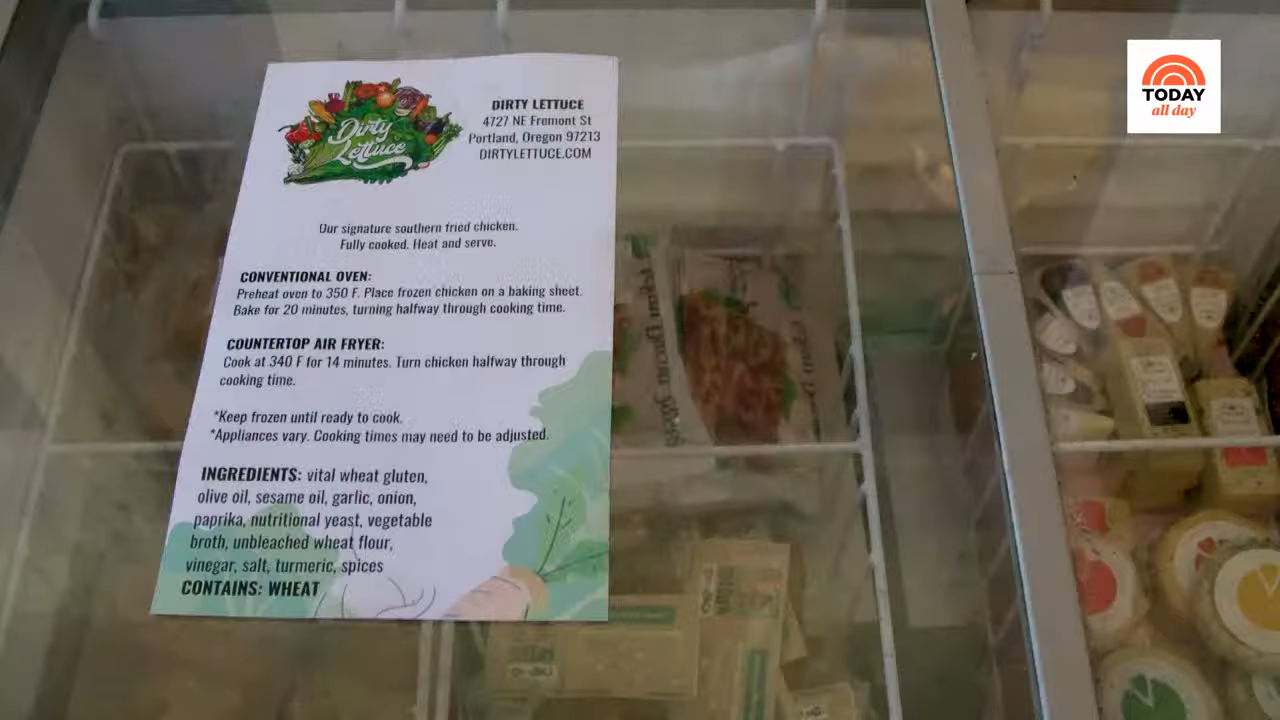 TODAY
all day
Dirty
Lettuce
DIRTY LETTUCE
4727 NE Fremont St
Portland, Oregon 97213
DIRTYLETTUCE.COM
Our signature southern fried chicken.
Fully cooked. Heat and serve.
CONVENTIONAL OVEN:
Preheat oven to 350 F. Place frozen chicken on a baking sheet.
Bake for 20 minutes, turning halfway through cooking time.
COUNTERTOP AIR FRYER:
Cook at 340 F for 14 minutes. Turn chicken halfway through
cooking time.
*Keep frozen until ready to cook.
*Appliances vary. Cooking times may need to be adjusted.
INGREDIENTS: vital wheat gluten,
olive oil, sesame oil, garlic, onion,
paprika, nutritional yeast, vegetable
broth, unbleached wheat flour,
vinegar, salt, turmeric, spices
CONTAINS: WHEAT